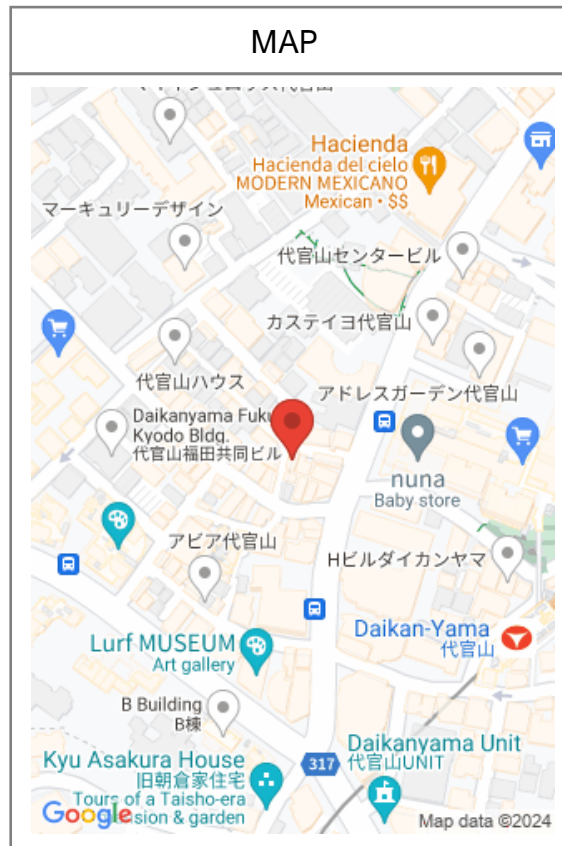 MAP
Hacienda
Hacienda del cielo
MODERN MEXICANO
Mexican • $$
マーキュリーデザイン
代官山センタービル
カステイヨ代官山
代官山ハウス
アドレスガーデン代官山
Daikanyama Fuku
Kyodo Bldg.
代官山福田共同ビル
nuna
Baby store
アビア代官山
Hビルダイカンヤマ
Daikan-Yama
代官山
Lurf MUSEUM
Art gallery
B Building
B棟
317
Daikanyama Unit
代官山UNIT
Kyu Asakura House
旧朝倉家住宅
Tours of a Taisho-era
sion & garden
Google
Map data ©2024